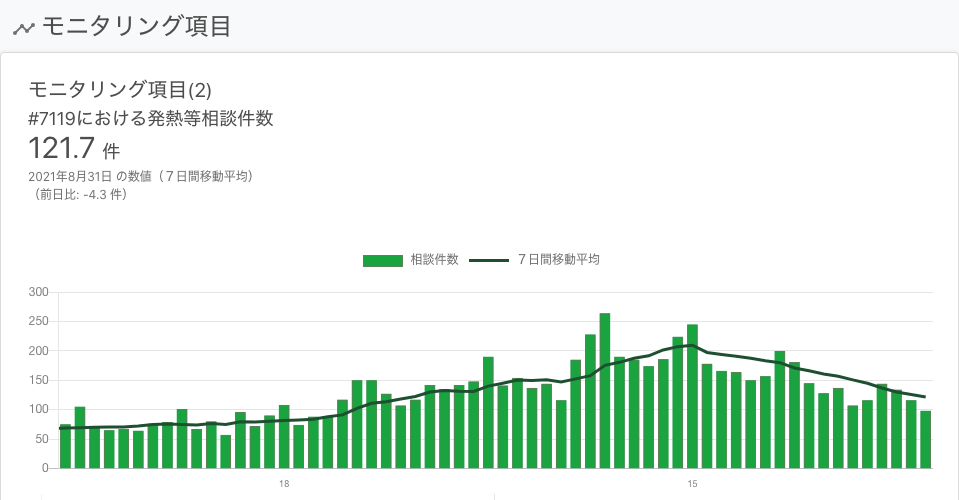 モニタリング項目
モニタリング項目(2)
#7119における発熱等相談件数
121.7 件
2021年8月31日 の数値（７日間移動平均）
（前日比: -4.3 件）
相談件数 ７日間移動平均
300
250
200
150
100
50
0
18 15